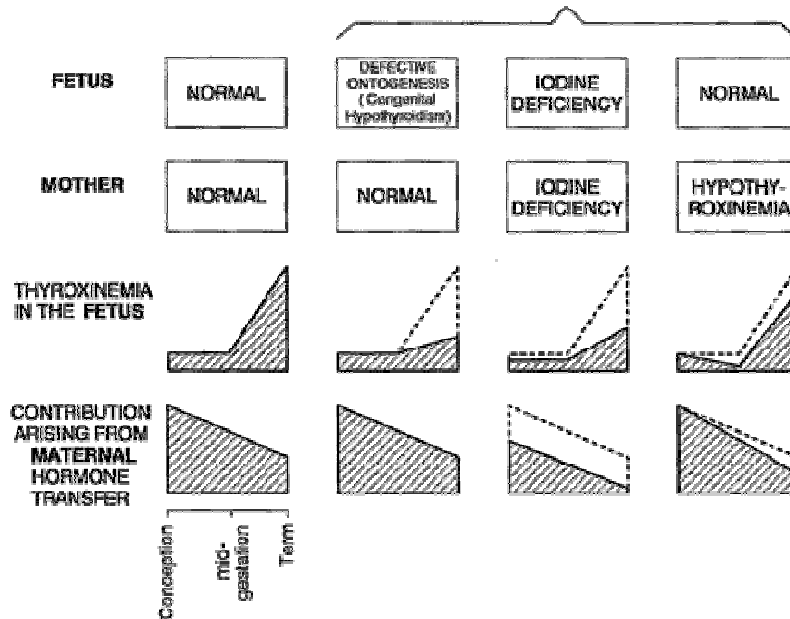 FETUS
NORMAL
DEFECTIVE
ONTOGENESIS
(Congenital
Hypothyroidism)
IODINE
DEFICIENCY
NORMAL
MOTHER
NORMAL
NORMAL
IODINE
DEFICIENCY
HYPOTHY-
ROXINEMIA
THYROXINEMIA
IN THE FETUS
CONTRIBUTION
ARISING FROM
MATERNAL
HORMONE
TRANSFER
Conception
mid-
gestation
Term